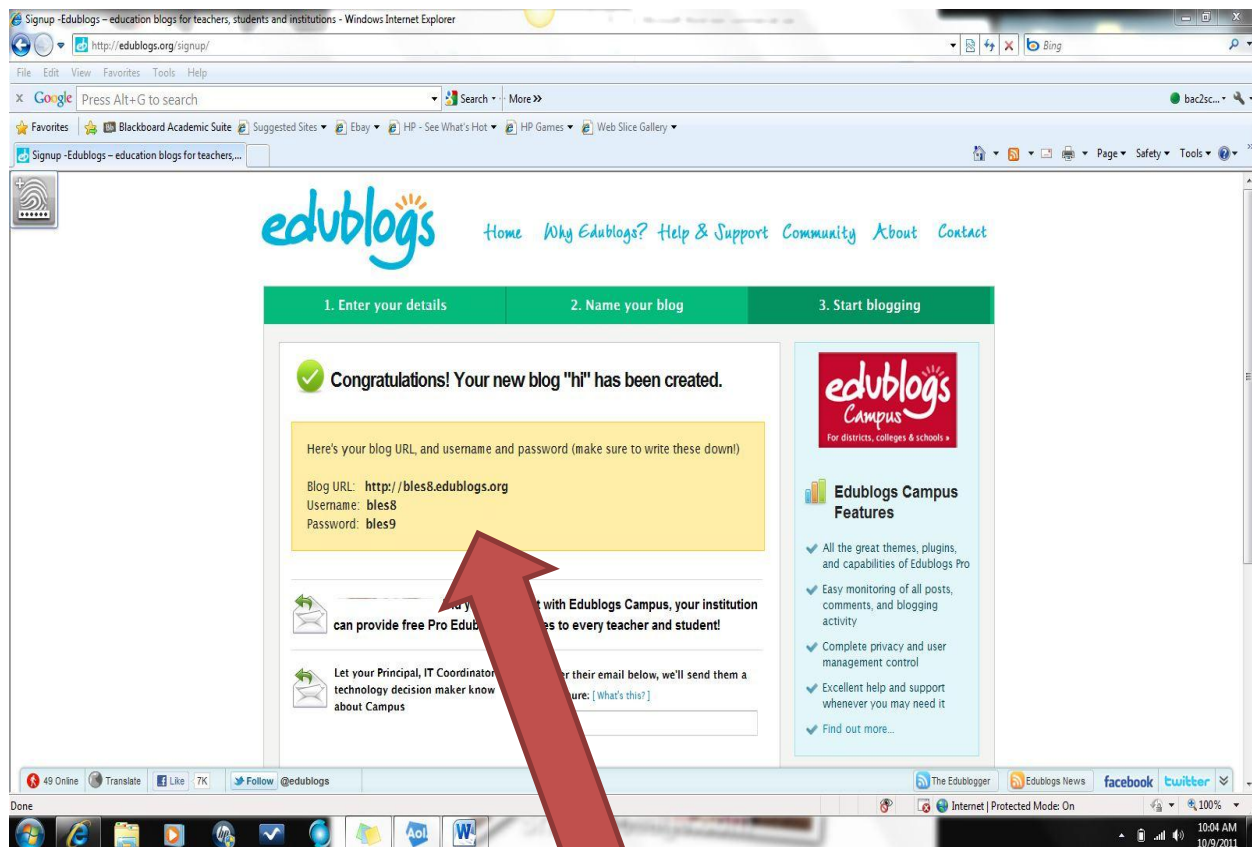 Signup -Edublogs – education blogs for teachers, students and institutions - Windows Internet Explorer
http://edublogs.org/signup/
Bing
File Edit View Favorites Tools Help
x Google Press Alt+G to search Search More >> bac2sc...
Favorites Blackboard Academic Suite Suggested Sites Ebay HP - See What's Hot HP Games Web Slice Gallery
Signup -Edublogs – education blogs for teachers,... Page Safety Tools
edublogs
Home Why Edublogs? Help & Support Community About Contact
1. Enter your details 2. Name your blog 3. Start blogging
Congratulations! Your new blog "hi" has been created.
Here's your blog URL, and username and password (make sure to write these down!)
Blog URL: http://bles8.edublogs.org
Username: bles8
Password: bles9
with Edublogs Campus, your institution
can provide free Pro to every teacher and student!
Let your Principal, IT Coordinator
technology decision maker know
about Campus
their email below, we'll send them a
[What's this?]
edublogs
Campus
For districts, colleges & schools »
Edublogs Campus
Features
All the great themes, plugins,
and capabilities of Edublogs Pro
Easy monitoring of all posts,
comments, and blogging
activity
Complete privacy and user
management control
Excellent help and support
whenever you may need it
Find out more...
49 Online Translate Like 7K Follow @edublogs The Edublogger Edublogs News facebook twitter
Done Internet | Protected Mode: On 100%
AOL W 10:04 AM
10/9/2011